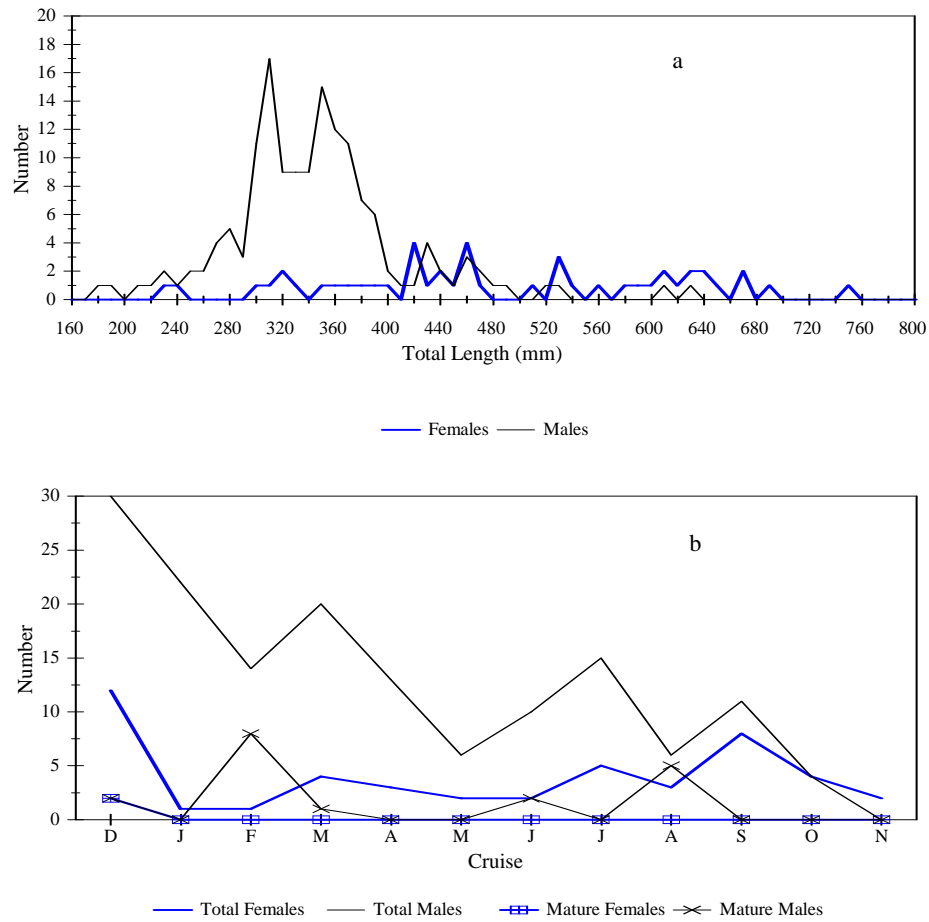 20
18
16
14
12
10
8
6
4
2
0
Number
a
160 200 240 280 320 360 400 440 480 520 560 600 640 680 720 760 800
Total Length (mm)
Females Males
30
25
20
15
10
5
0
Number
b
D J F M A M J J A S O N
Cruise
Total Females Total Males Mature Females Mature Males